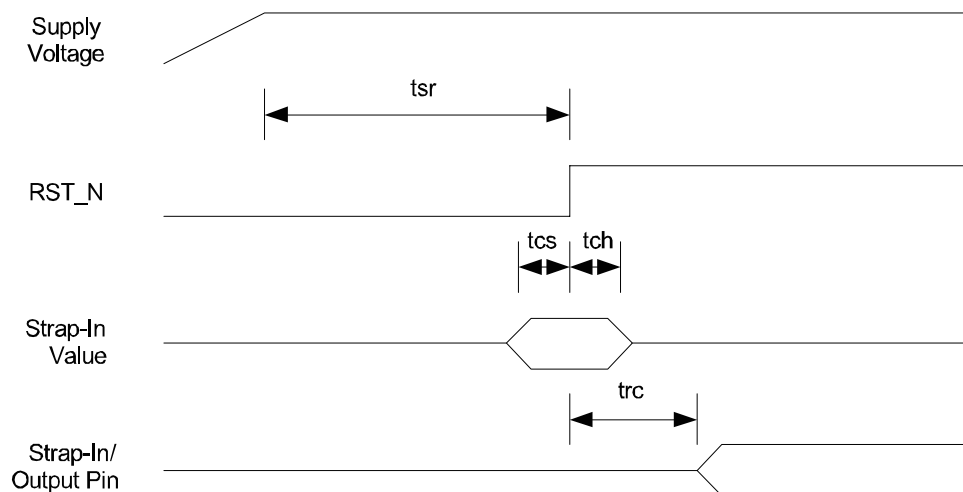 Supply
Voltage
tsr
RST_N
tcs
tch
Strap-In
Value
trc
Strap-In/
Output Pin